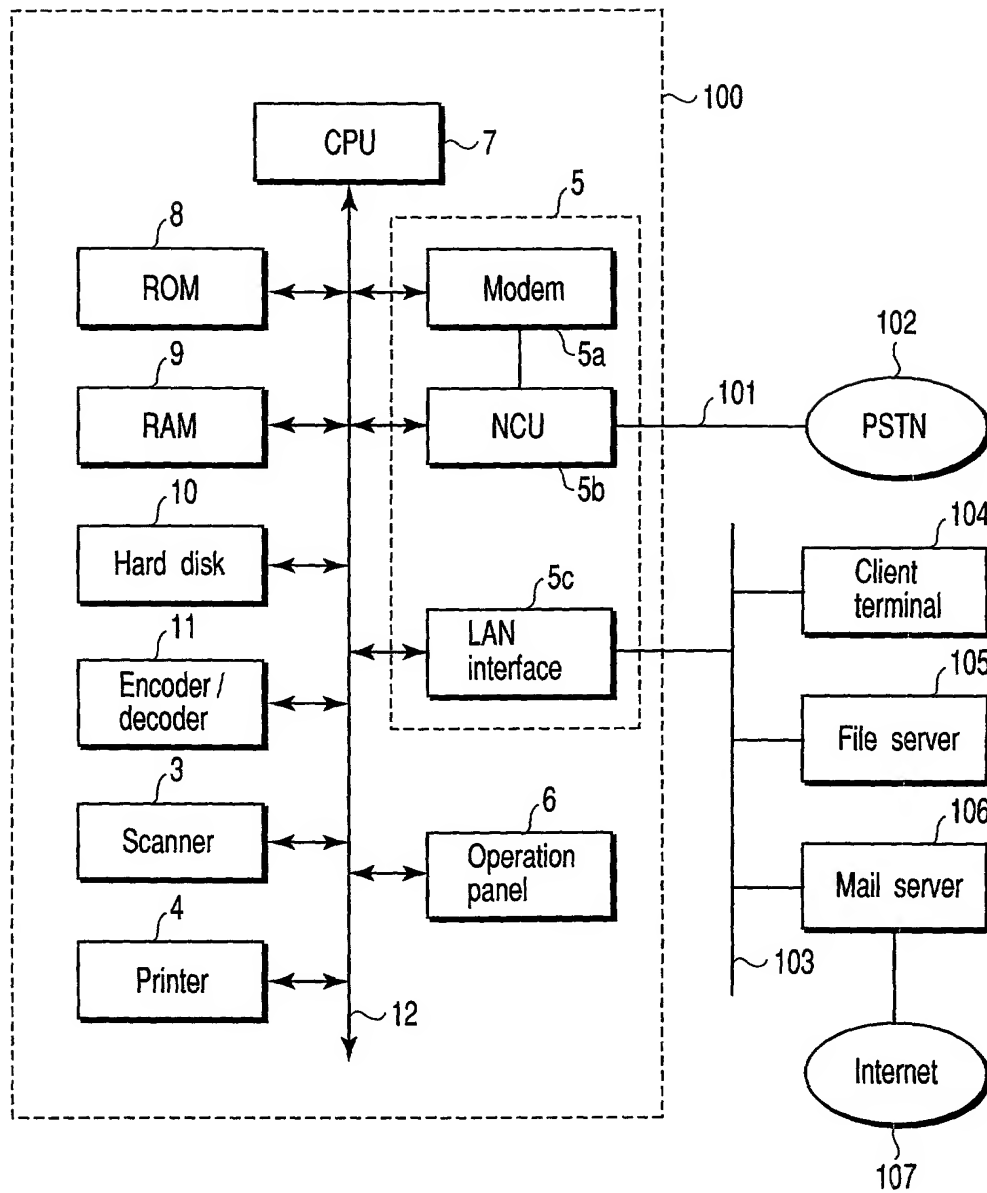 100
CPU
7
5
8
ROM
Modem
5a
102
9
RAM
NCU
5b
101
PSTN
10
Hard disk
104
Client
terminal
5c
LAN
interface
11
Encoder /
decoder
105
File server
3
Scanner
6
Operation
panel
106
Mail server
4
Printer
103
12
Internet
107